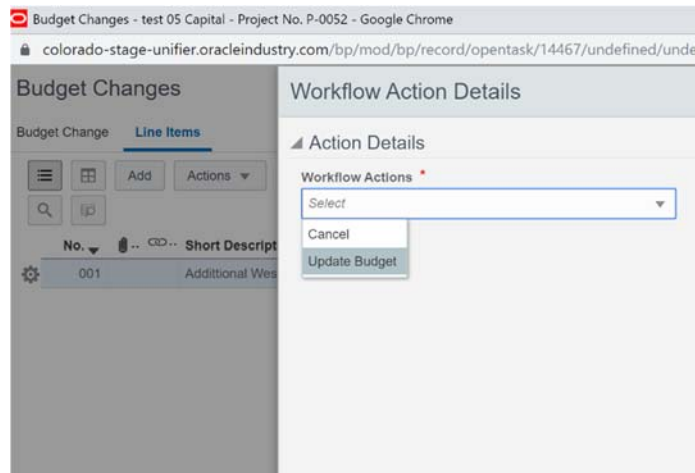 Budget Changes - test 05 Capital - Project No. P-0052 - Google Chrome
colorado-stage-unifier.oracleindustry.com/bp/mod/bp/record/opentask/14467/undefined/unde
Budget Changes
Budget Change Line Items
Add Actions
No. .. .. Short Descript
001 Addittional Wes
Workflow Action Details
Action Details
Workflow Actions *
Select
Cancel
Update Budget